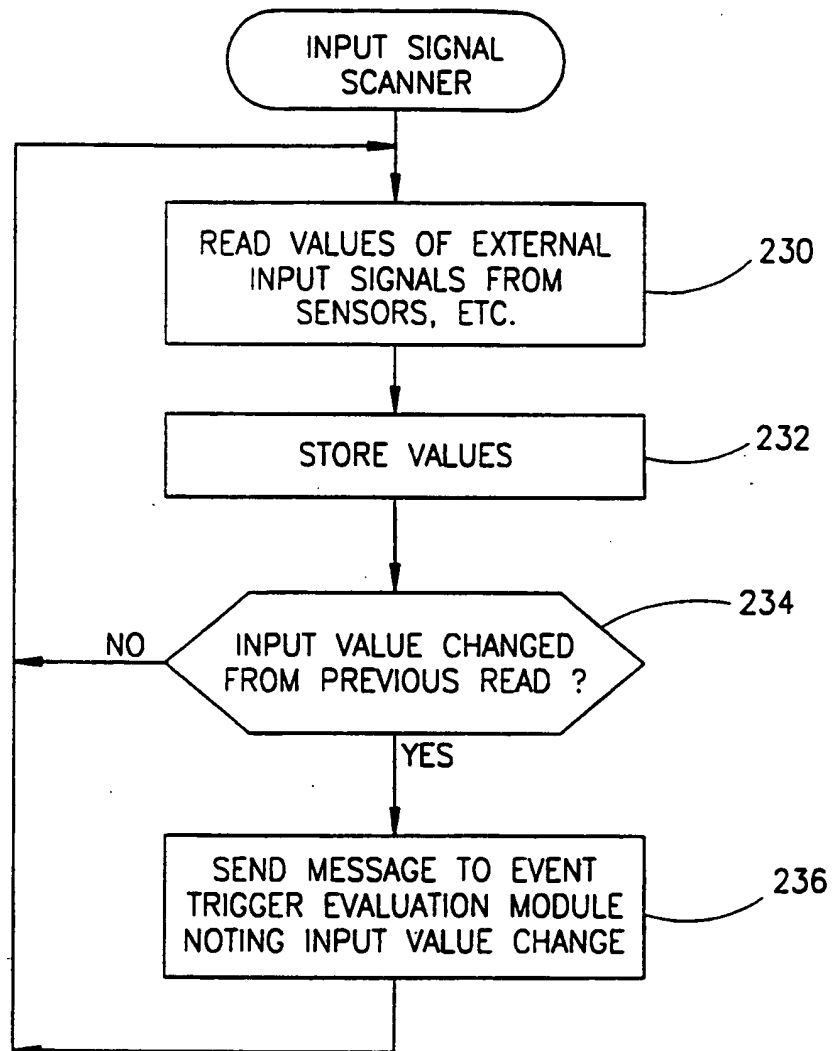 INPUT SIGNAL
SCANNER
READ VALUES OF EXTERNAL
INPUT SIGNALS FROM
SENSORS, ETC.
230
STORE VALUES
232
234
INPUT VALUE CHANGED
FROM PREVIOUS READ ?
NO
YES
SEND MESSAGE TO EVENT
TRIGGER EVALUATION MODULE
NOTING INPUT VALUE CHANGE
236